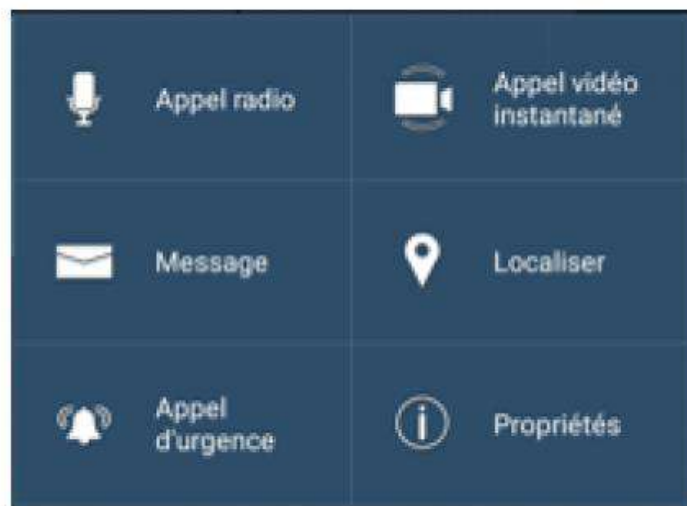 Appel radio
Appel vidéo
instantané
Message
Localiser
Appel
d'urgence
Propriétés